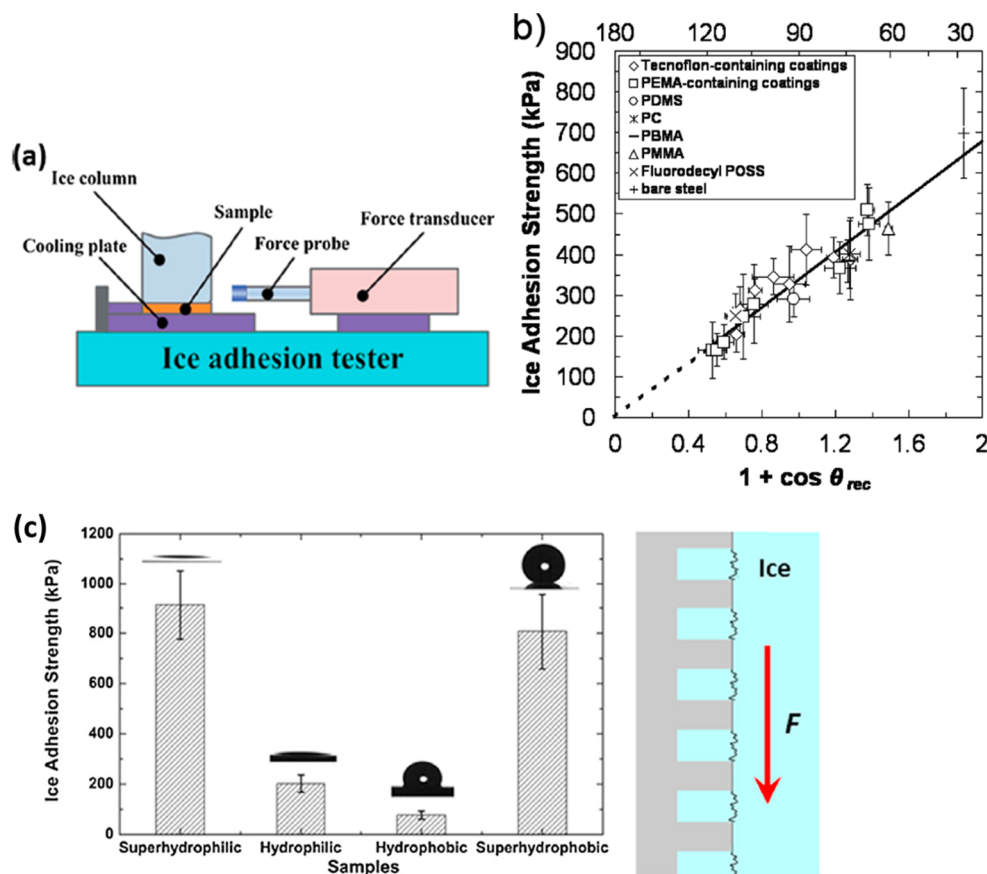 (a)
Ice column
Sample
Cooling plate
Force probe
Force transducer
Ice adhesion tester
b)
180 120 90 60 30
Ice Adhesion Strength (kPa)
900
800
700
600
500
400
300
200
100
0
Tecnoflon-containing coatings
PEMA-containing coatings
PDMS
PC
PBMA
PMMA
Fluorodecyl POSS
bare steel
0 0.4 0.8 1.2 1.6 2
1 + cos θrec
(c)
Ice Adhesion Strength (kPa)
1200
1000
800
600
400
200
0
Superhydrophilic Hydrophilic Hydrophobic Superhydrophobic
Samples
Ice
F